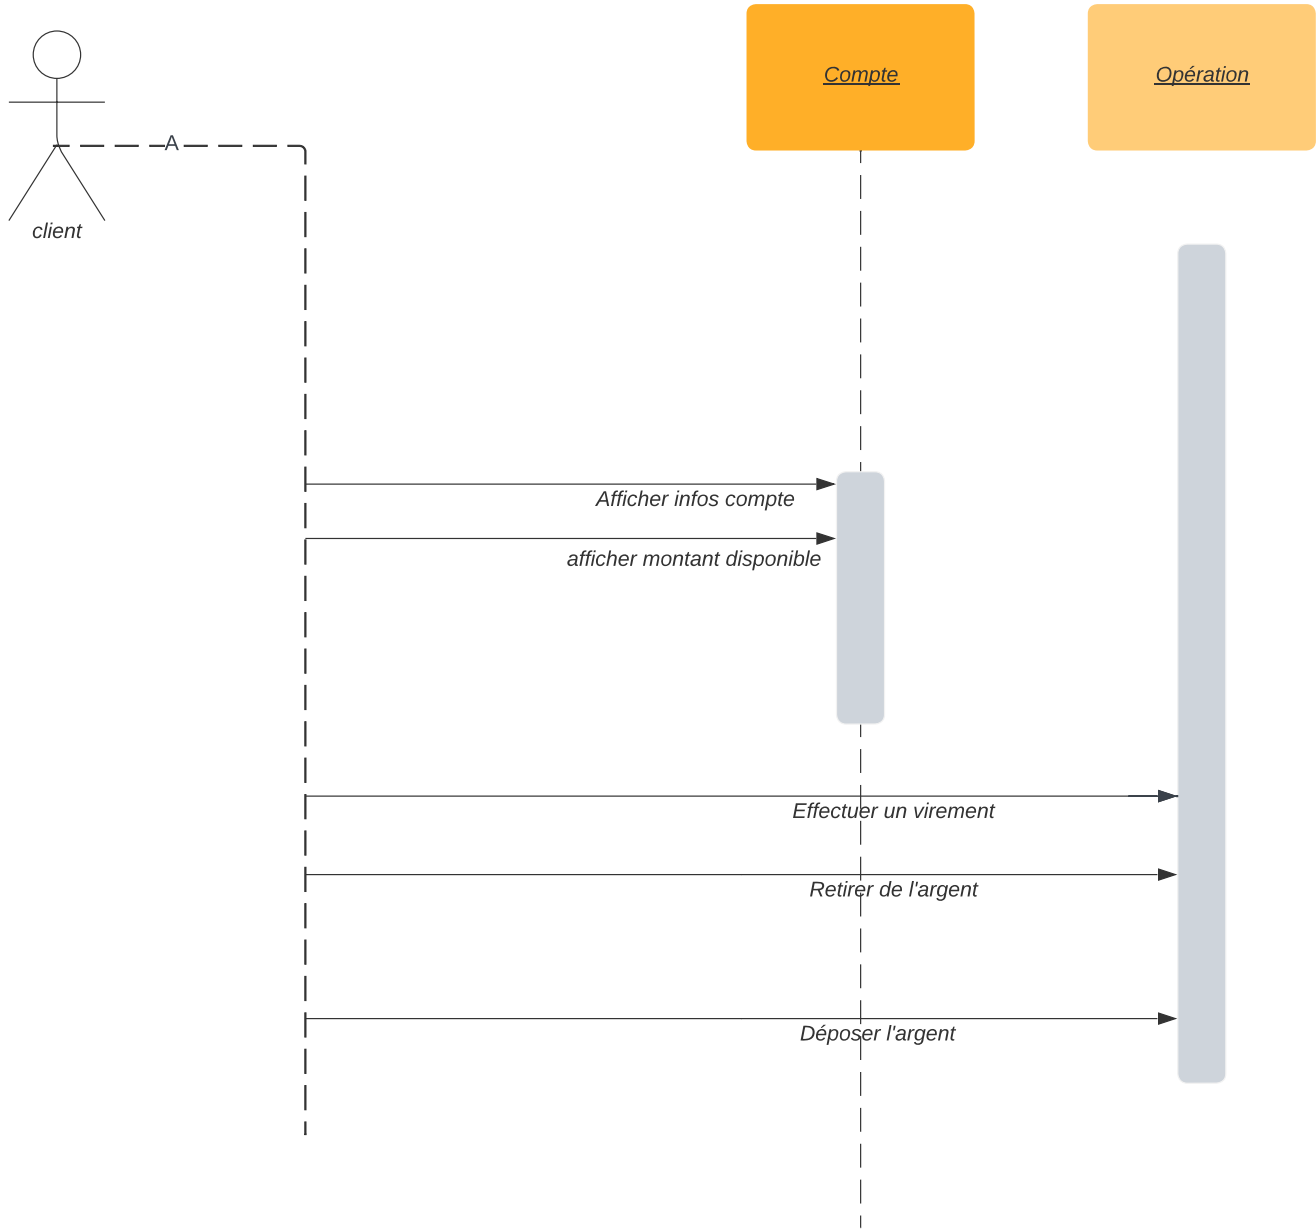 Compte
Opération
A
client
Afficher infos compte
afficher montant disponible
Effectuer un virement
Retirer de l'argent
Déposer l'argent